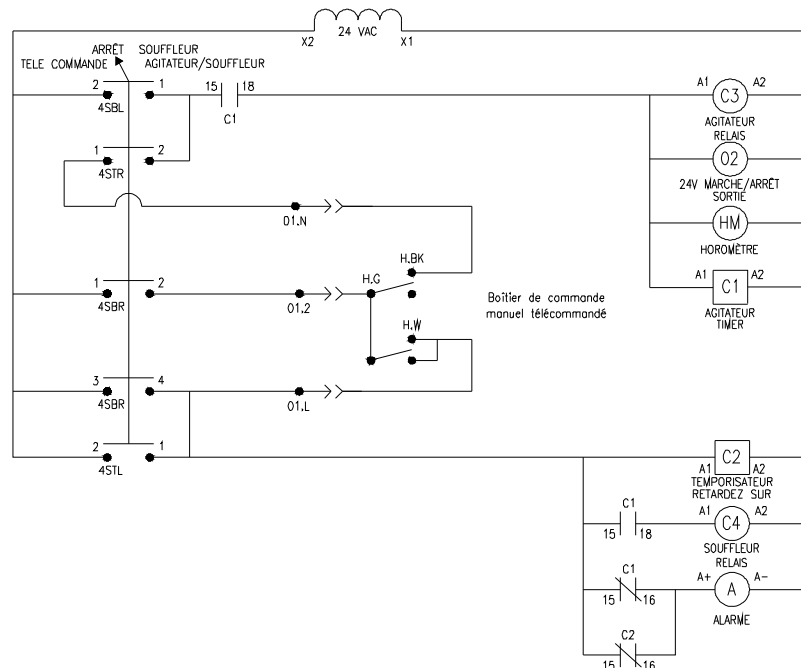 24 VAC
X2
X1
ARRÊT SOUFFLEUR
TELE COMMANDE AGITATEUR/SOUFFLEUR
2
1
15
18
4SBL
C1
A1
C3
A2
AGITATEUR
RELAIS
1
2
4STR
O2
24V MARCHE/ARRÊT
SORTIE
01.N
HM
HOROMÈTRE
H.BK
H.G
1
2
4SBR
01.2
A1
C1
A2
AGITATEUR
TIMER
Boîtier de commande
manuel télécommandé
H.W
3
4
4SBR
01.L
2
1
4STL
A1
C2
A2
TEMPORISATEUR
RETARDEZ SUR
C1
15
18
A1
C4
A2
SOUFFLEUR
RELAIS
C1
15
16
A+
A
A-
ALARME
C2
15
16